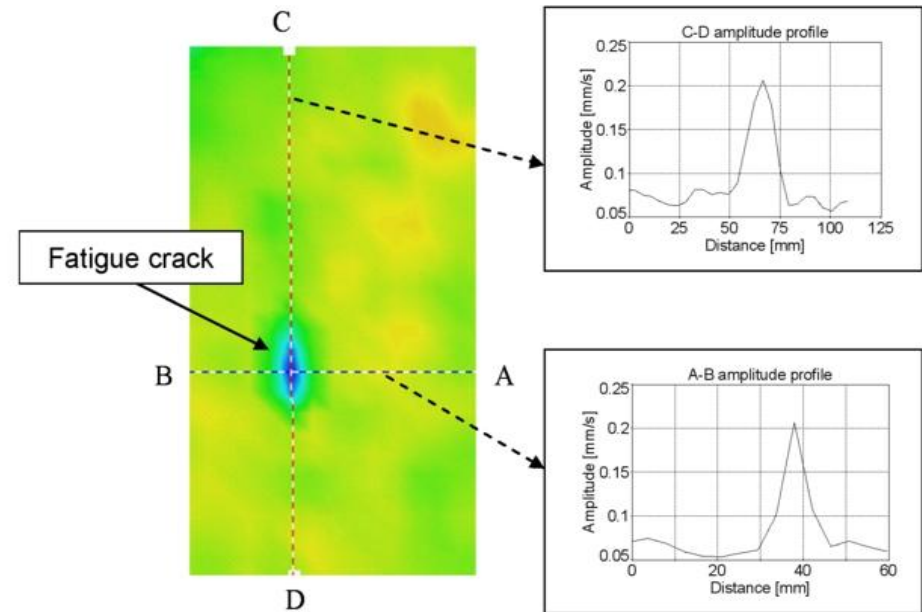 C
Fatigue crack
B
A
D
C-D amplitude profile
Amplitude [mm/s]
0.25
0.2
0.15
0.1
0.05
0 25 50 75 100 125
Distance [mm]
A-B amplitude profile
Amplitude [mm/s]
0.25
0.2
0.15
0.1
0.05
0 20 40 60
Distance [mm]